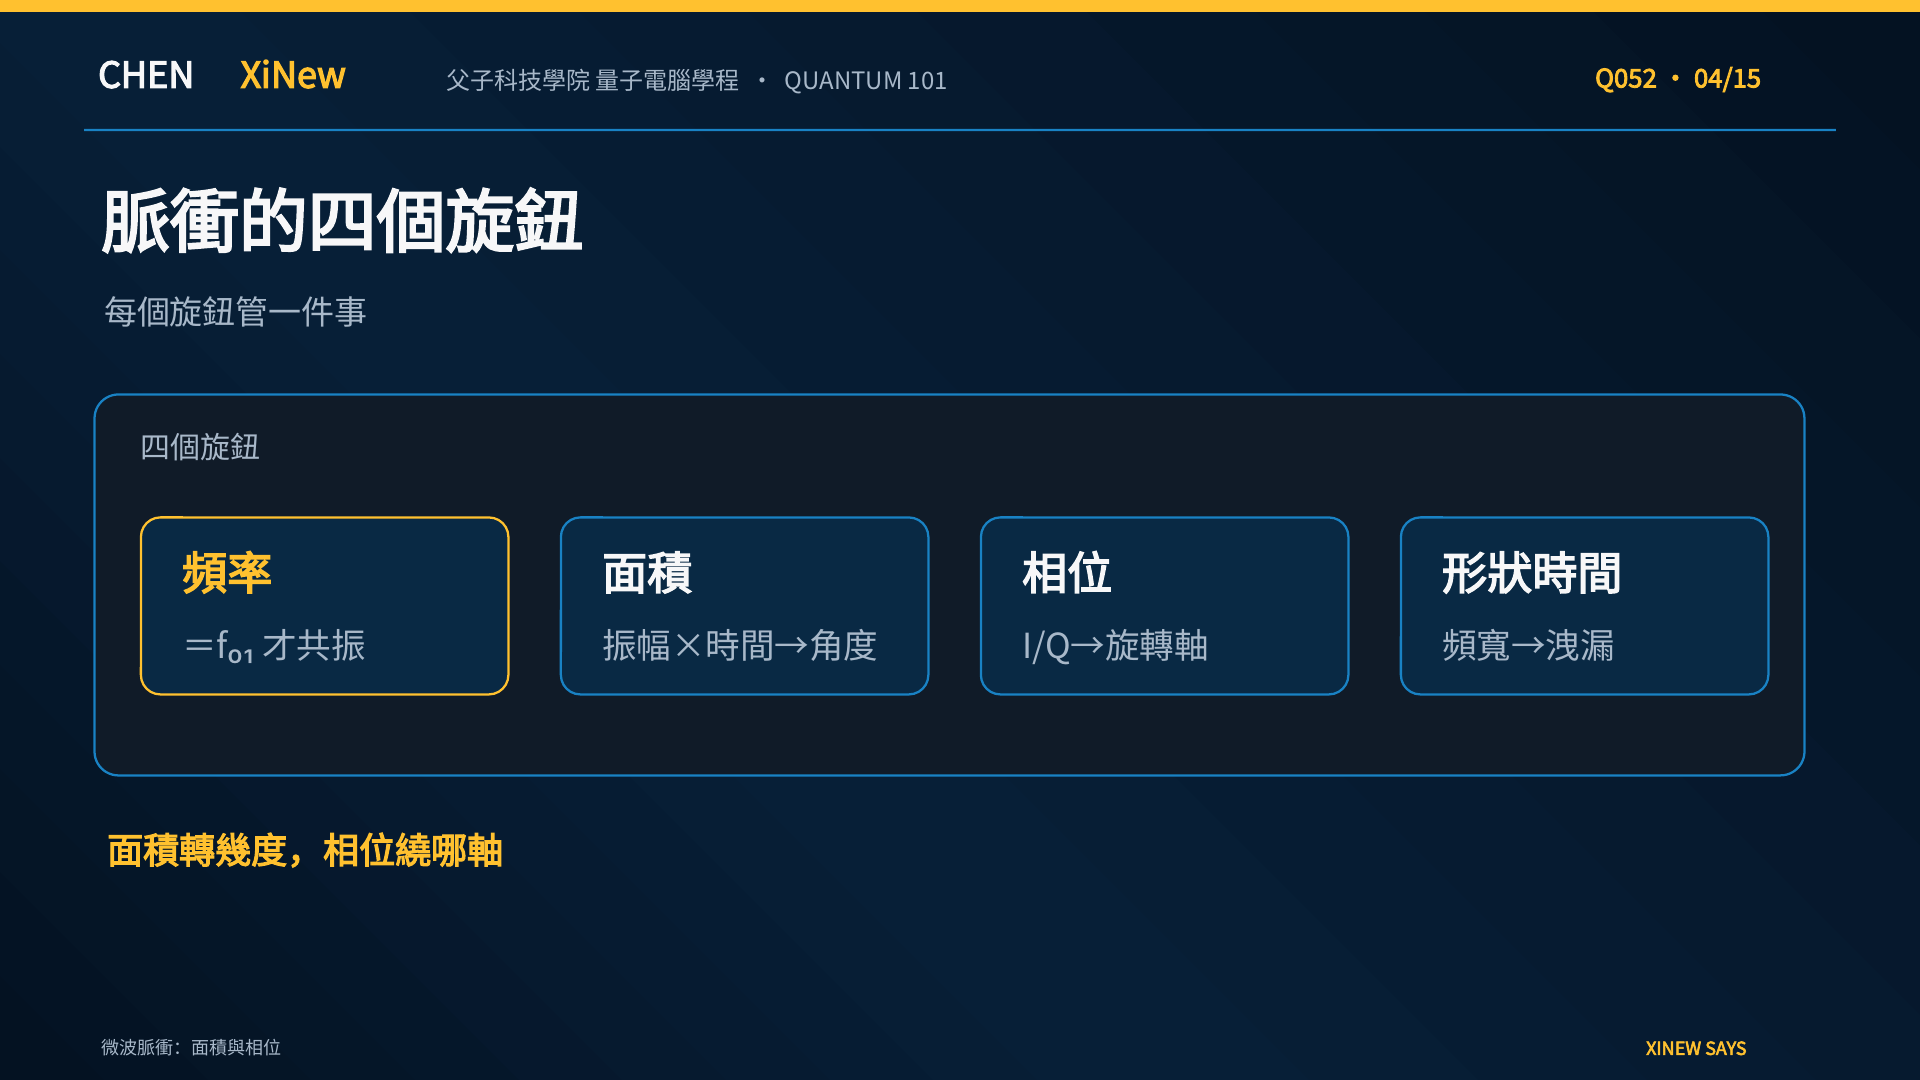 CHEN XiNew 父子科技學院 量子電腦學程 • QUANTUM 101 Q052 • 04/15
脈衝的四個旋鈕
每個旋鈕管一件事
四個旋鈕
頻率 面積 相位 形狀時間
＝f₀₁ 才共振 振幅×時間→角度 I/Q→旋轉軸 頻寬→洩漏
面積轉幾度，相位繞哪軸
微波脈衝：面積與相位 XINEW SAYS